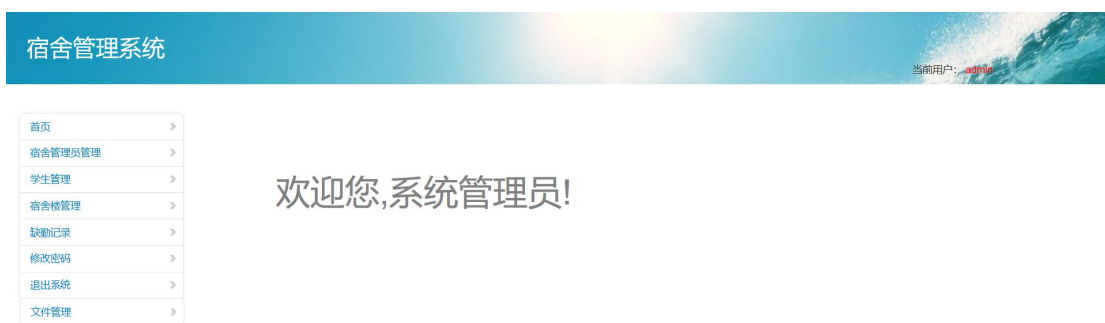 宿舍管理系统
当前用户: admin
首页
宿舍管理员管理
学生管理
宿舍楼管理
缺勤记录
修改密码
退出系统
文件管理
欢迎您,系统管理员!